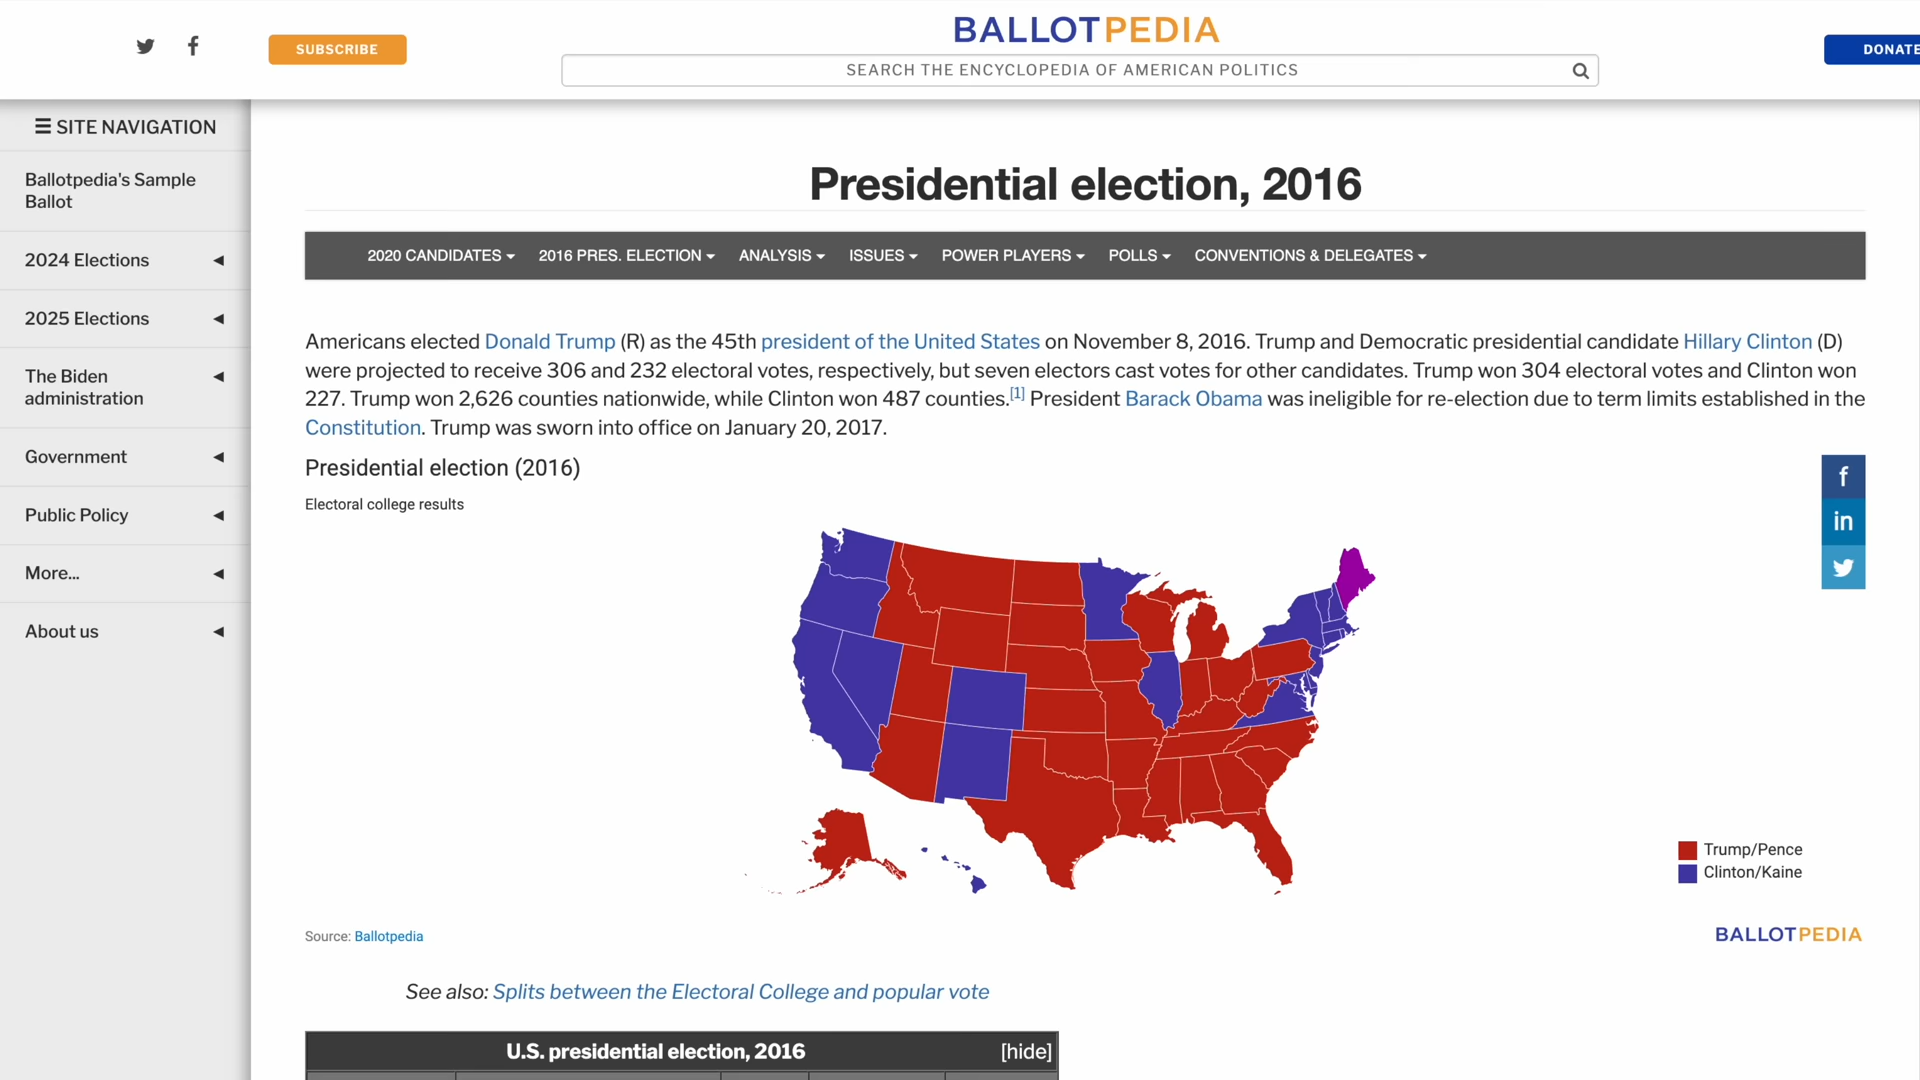 BALLOTPEDIA
SUBSCRIBE
SEARCH THE ENCYCLOPEDIA OF AMERICAN POLITICS
DONATE
SITE NAVIGATION
Ballotpedia's Sample
Ballot
2024 Elections
2025 Elections
The Biden
administration
Government
Public Policy
More...
About us
Presidential election, 2016
2020 CANDIDATES 2016 PRES. ELECTION ANALYSIS ISSUES POWER PLAYERS POLLS CONVENTIONS & DELEGATES
Americans elected Donald Trump (R) as the 45th president of the United States on November 8, 2016. Trump and Democratic presidential candidate Hillary Clinton (D)
were projected to receive 306 and 232 electoral votes, respectively, but seven electors cast votes for other candidates. Trump won 304 electoral votes and Clinton won
227. Trump won 2,626 counties nationwide, while Clinton won 487 counties.[1] President Barack Obama was ineligible for re-election due to term limits established in the
Constitution. Trump was sworn into office on January 20, 2017.
Presidential election (2016)
Electoral college results
f
in
Trump/Pence
Clinton/Kaine
Source: Ballotpedia
BALLOTPEDIA
See also: Splits between the Electoral College and popular vote
U.S. presidential election, 2016 [hide]